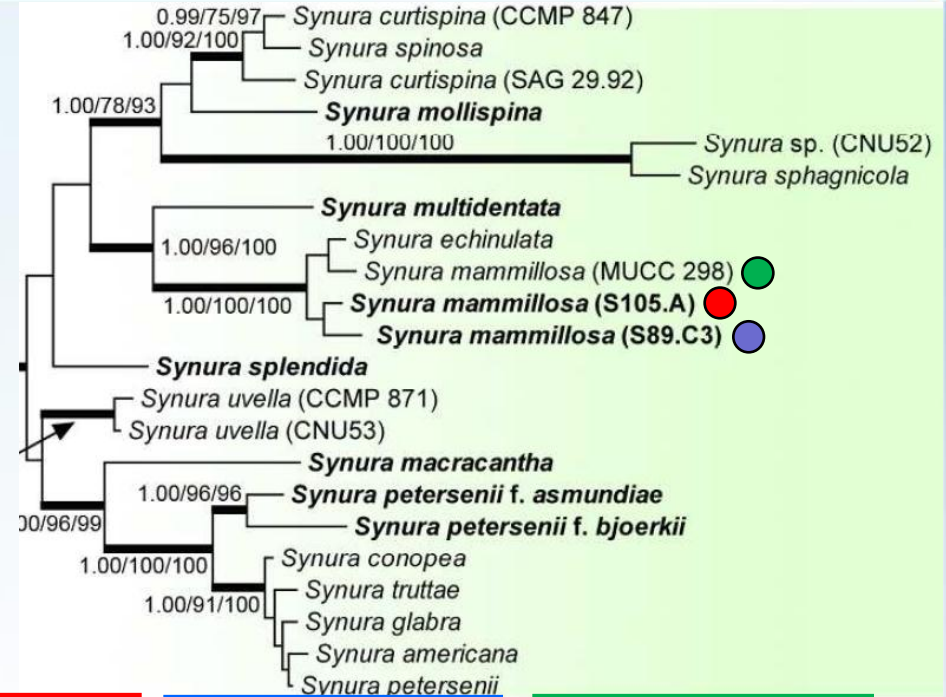 0.99/75/97
Synura curtispina (CCMP 847)
1.00/92/100
Synura spinosa
Synura curtispina (SAG 29.92)
1.00/78/93
Synura mollispina
1.00/100/100
Synura sp. (CNU52)
Synura sphagnicola
Synura multidentata
1.00/96/100
Synura echinulata
Synura mammillosa (MUCC 298)
1.00/100/100
Synura mammillosa (S105.A)
Synura mammillosa (S89.C3)
Synura splendida
Synura uvella (CCMP 871)
Synura uvella (CNU53)
Synura macracantha
1.00/96/96
Synura petersenii f. asmundiae
00/96/99
Synura petersenii f. bjoerkii
1.00/100/100
Synura conopea
Synura truttae
1.00/91/100
Synura glabra
Synura americana
Synura petersenii